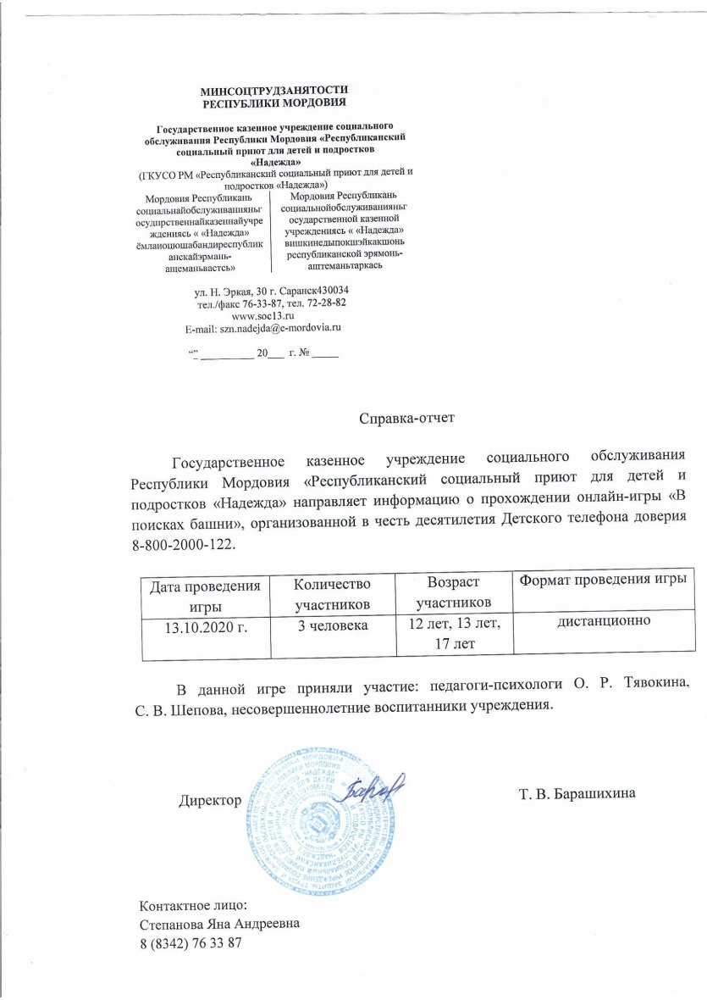 МИНСОЦТРУДЗАНЯТОСТИ
РЕСПУБЛИКИ МОРДОВИЯ
Государственное казенное учреждение социального
обслуживания Республики Мордовия «Республиканский
социальный приют для детей и подростков
«Надежда»
(ГКУСО РМ «Республиканский социальный приют для детей и
подростков «Надежда»)
Мордовия Республикань
социальнайобслуживанияньг
осударственнайказеннайучре
ждениясь « «Надежда»
ёмлаиоцюшабандиреспублик
анскайэрмань-
ащеманьвастсь»
Мордовия Республикань
социальнойобслуживанияньг
осударственной казенной
учреждениясь « «Надежда»
вишкинедыпокшэйкакшонь
республиканской эрямонь-
аштеманьтаркась
ул. Н. Эркая, 30 г. Саранск430034
тел./факс 76-33-87, тел. 72-28-82
www.soc13.ru
E-mail: szn.nadejda@e-mordovia.ru
“”_ __________ 20___ г. № _____
Справка-отчет
Государственное казенное учреждение социального обслуживания
Республики Мордовия «Республиканский социальный приют для детей и
подростков «Надежда» направляет информацию о прохождении онлайн-игры «В
поисках башни», организованной в честь десятилетия Детского телефона доверия
8-800-2000-122.
Дата проведения
игры
Количество
участников
Возраст
участников
Формат проведения игры
13.10.2020 г.
3 человека
12 лет, 13 лет,
17 лет
дистанционно
В данной игре приняли участие: педагоги-психологи О. Р. Тявокина,
С. В. Шепова, несовершеннолетние воспитанники учреждения.
Директор
Т. В. Барашихина
Контактное лицо:
Степанова Яна Андреевна
8 (8342) 76 33 87